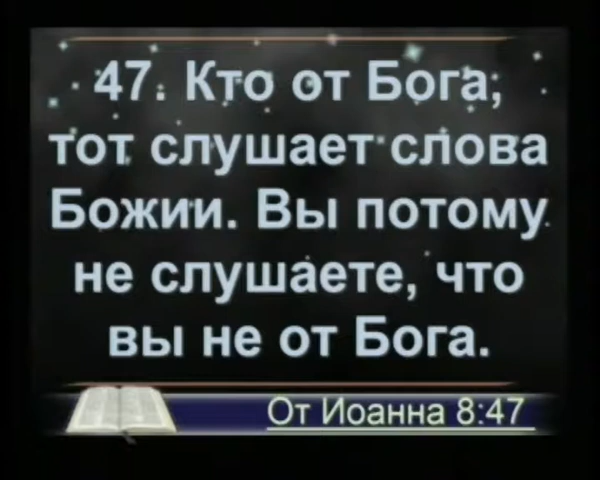 47. Кто от Бога,
тот слушает слова
Божии. Вы потому
не слушаете, что
вы не от Бога.
От Иоанна 8:47